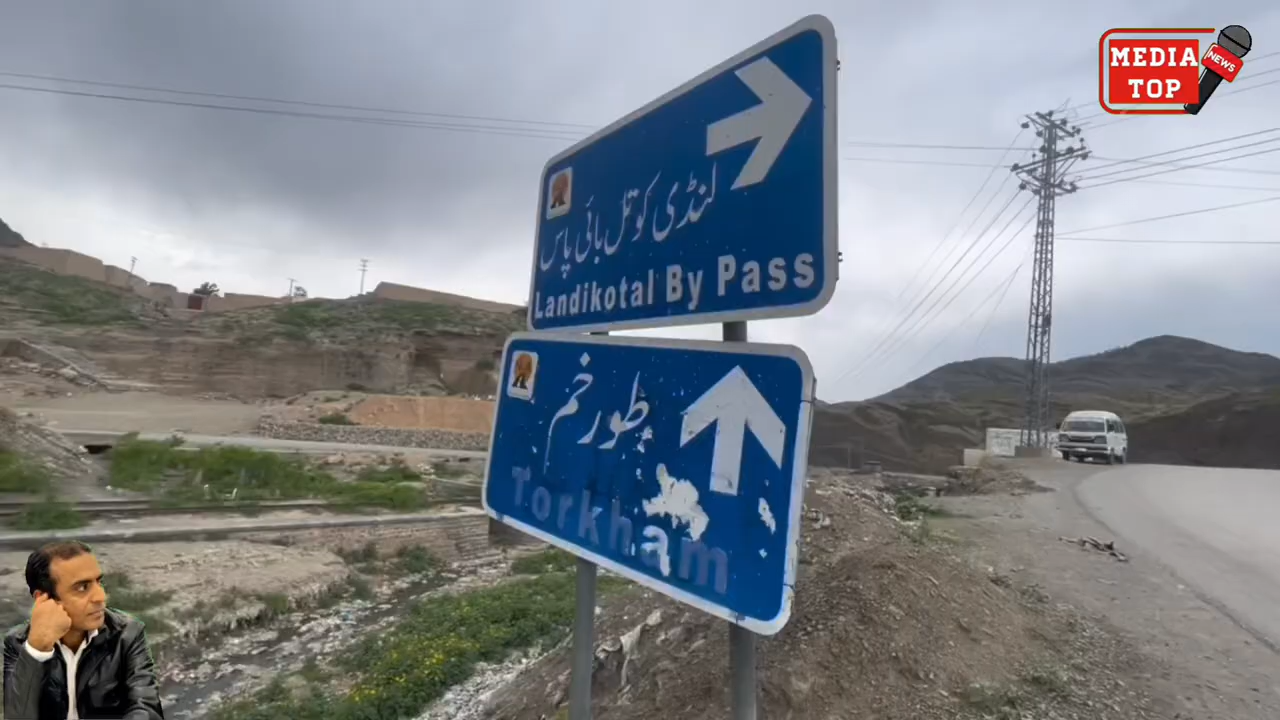 MEDIA
TOP
NEWS
لنڈی کوتل بائی پاس
Landikotal By Pass
طورخم
Torkham